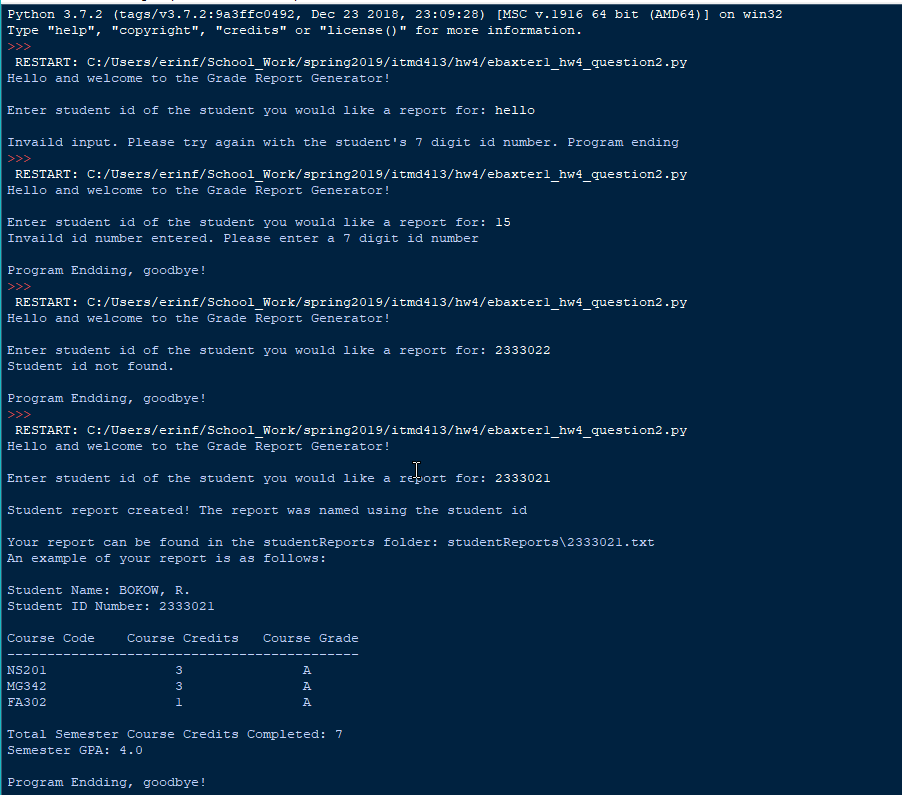 Python 3.7.2 (tags/v3.7.2:9a3ffc0492, Dec 23 2018, 23:09:28) [MSC v.1916 64 bit (AMD64)] on win32
Type "help", "copyright", "credits" or "license()" for more information.
>>>
RESTART: C:/Users/erinf/School_Work/spring2019/itmd413/hw4/ebaxter1_hw4_question2.py
Hello and welcome to the Grade Report Generator!
Enter student id of the student you would like a report for: hello
Invaild input. Please try again with the student's 7 digit id number. Program ending
>>>
RESTART: C:/Users/erinf/School_Work/spring2019/itmd413/hw4/ebaxter1_hw4_question2.py
Hello and welcome to the Grade Report Generator!
Enter student id of the student you would like a report for: 15
Invaild id number entered. Please enter a 7 digit id number
Program Endding, goodbye!
>>>
RESTART: C:/Users/erinf/School_Work/spring2019/itmd413/hw4/ebaxter1_hw4_question2.py
Hello and welcome to the Grade Report Generator!
Enter student id of the student you would like a report for: 2333022
Student id not found.
Program Endding, goodbye!
>>>
RESTART: C:/Users/erinf/School_Work/spring2019/itmd413/hw4/ebaxter1_hw4_question2.py
Hello and welcome to the Grade Report Generator!
Enter student id of the student you would like a report for: 2333021
Student report created! The report was named using the student id
Your report can be found in the studentReports folder: studentReports\2333021.txt
An example of your report is as follows:
Student Name: BOKOW, R.
Student ID Number: 2333021
Course Code    Course Credits   Course Grade
--------------------------------------------
NS201                3               A
MG342                3               A
FA302                1               A
Total Semester Course Credits Completed: 7
Semester GPA: 4.0
Program Endding, goodbye!